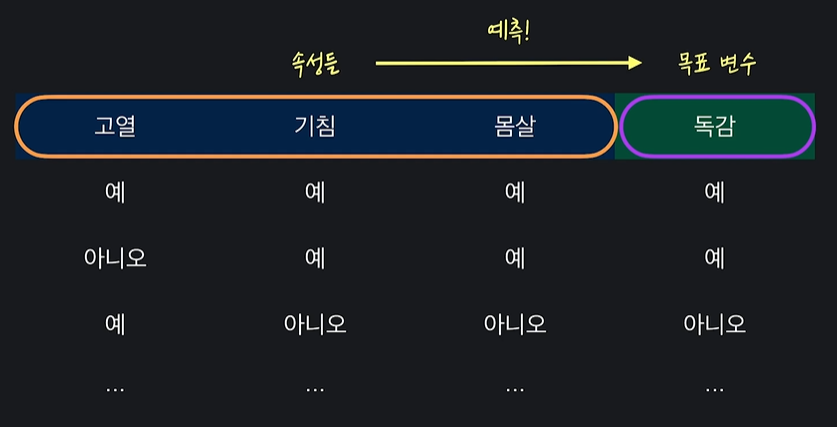 예측!
속성들 목표 변수
고열 기침 몸살 독감
예 예 예 예
아니오 예 예 예
예 아니오 아니오 아니오
... ... ... ...